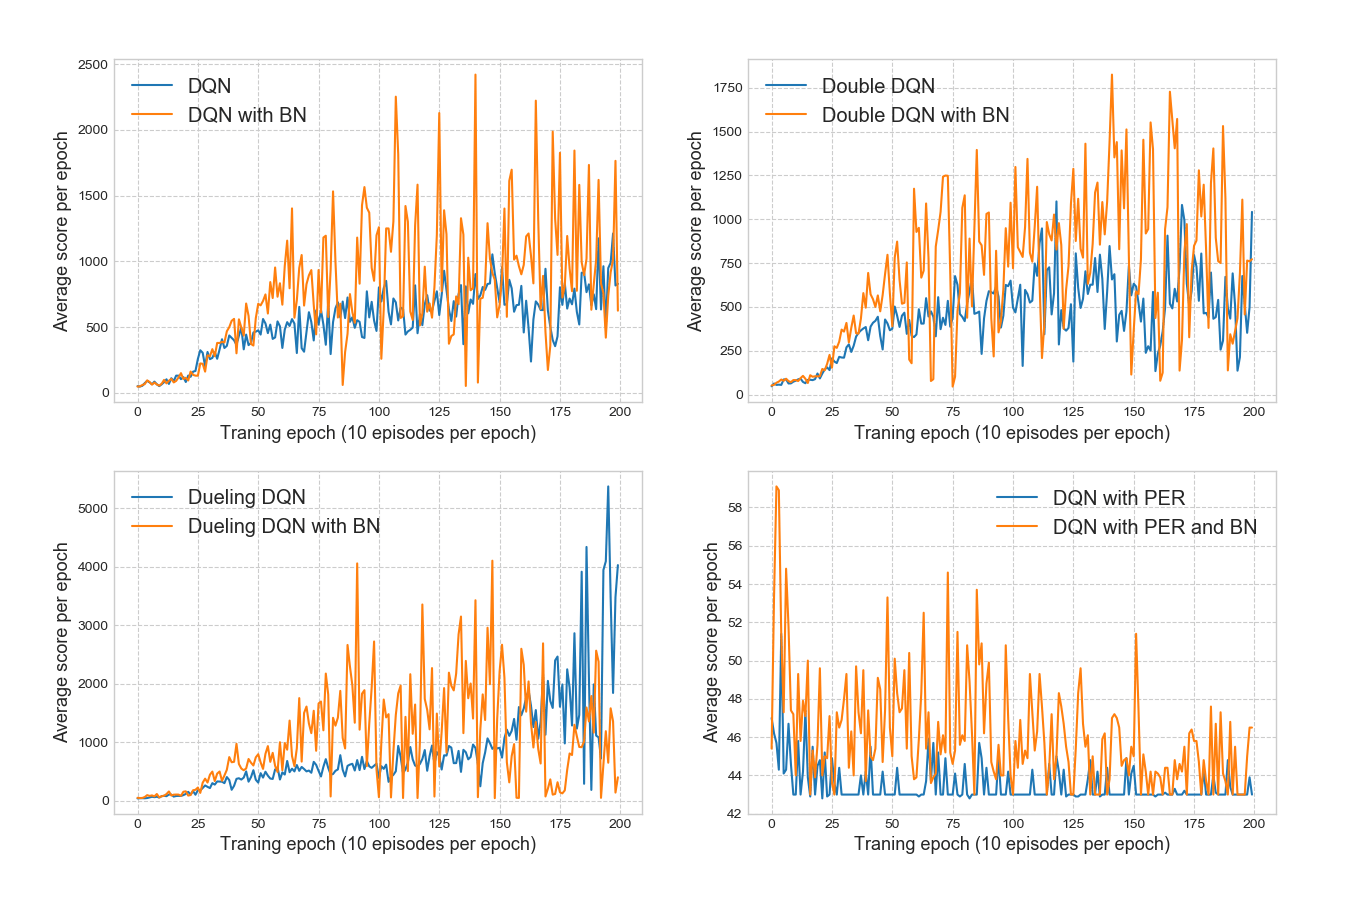 DQN
DQN with BN
Average score per epoch
2500
2000
1500
1000
500
0
0 25 50 75 100 125 150 175 200
Traning epoch (10 episodes per epoch)
Double DQN
Double DQN with BN
Average score per epoch
1750
1500
1250
1000
750
500
250
0
0 25 50 75 100 125 150 175 200
Traning epoch (10 episodes per epoch)
Dueling DQN
Dueling DQN with BN
Average score per epoch
5000
4000
3000
2000
1000
0
0 25 50 75 100 125 150 175 200
Traning epoch (10 episodes per epoch)
DQN with PER
DQN with PER and BN
Average score per epoch
58
56
54
52
50
48
46
44
42
0 25 50 75 100 125 150 175 200
Traning epoch (10 episodes per epoch)